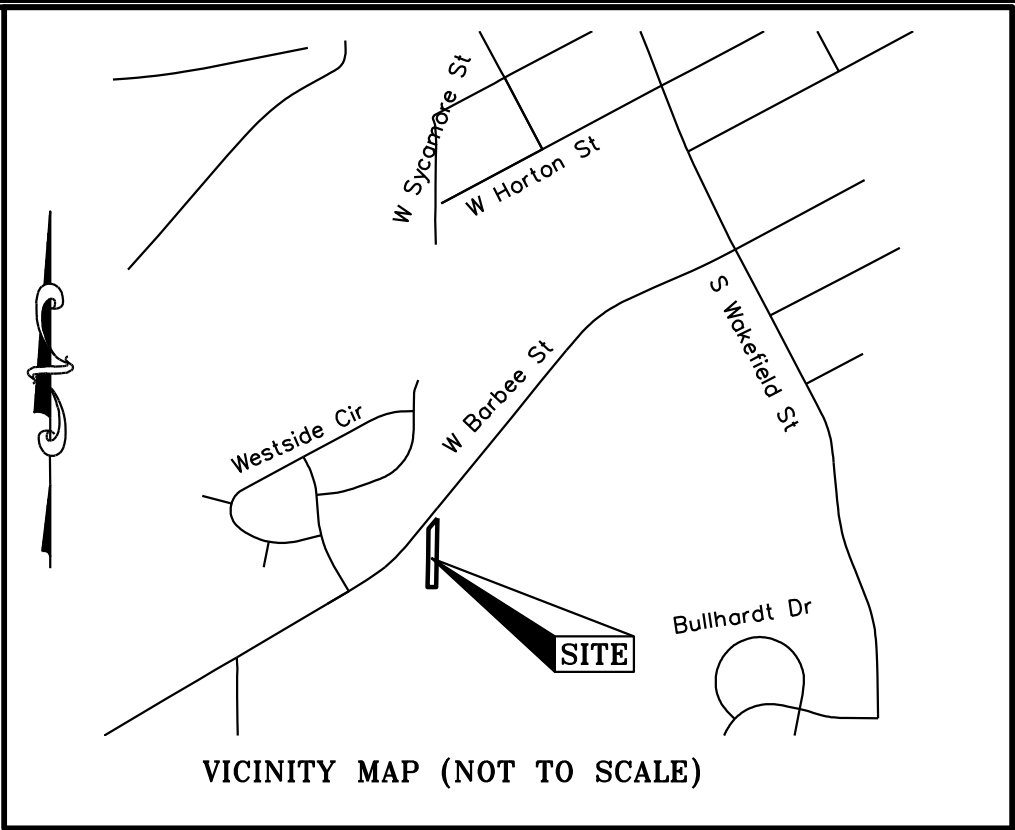 W Sycamore St
W Horton St
S Wakefield St
W Barbee St
Westside Cir
Bullhardt Dr
SITE
VICINITY MAP (NOT TO SCALE)